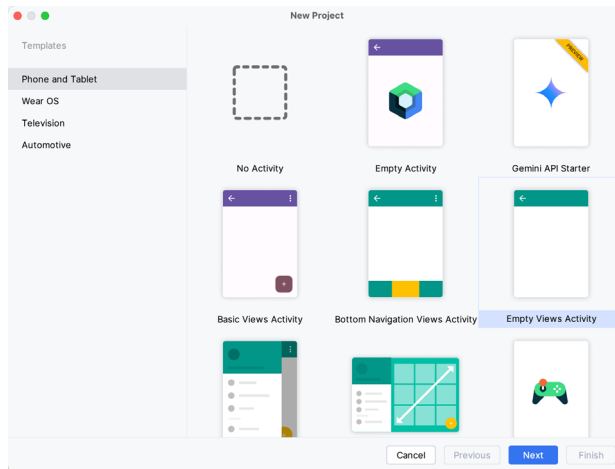 New Project
Templates
Phone and Tablet
Wear OS
Television
Automotive
PREVIEW
No Activity
Empty Activity
Gemini API Starter
Basic Views Activity
Bottom Navigation Views Activity
Empty Views Activity
Cancel
Previous
Next
Finish